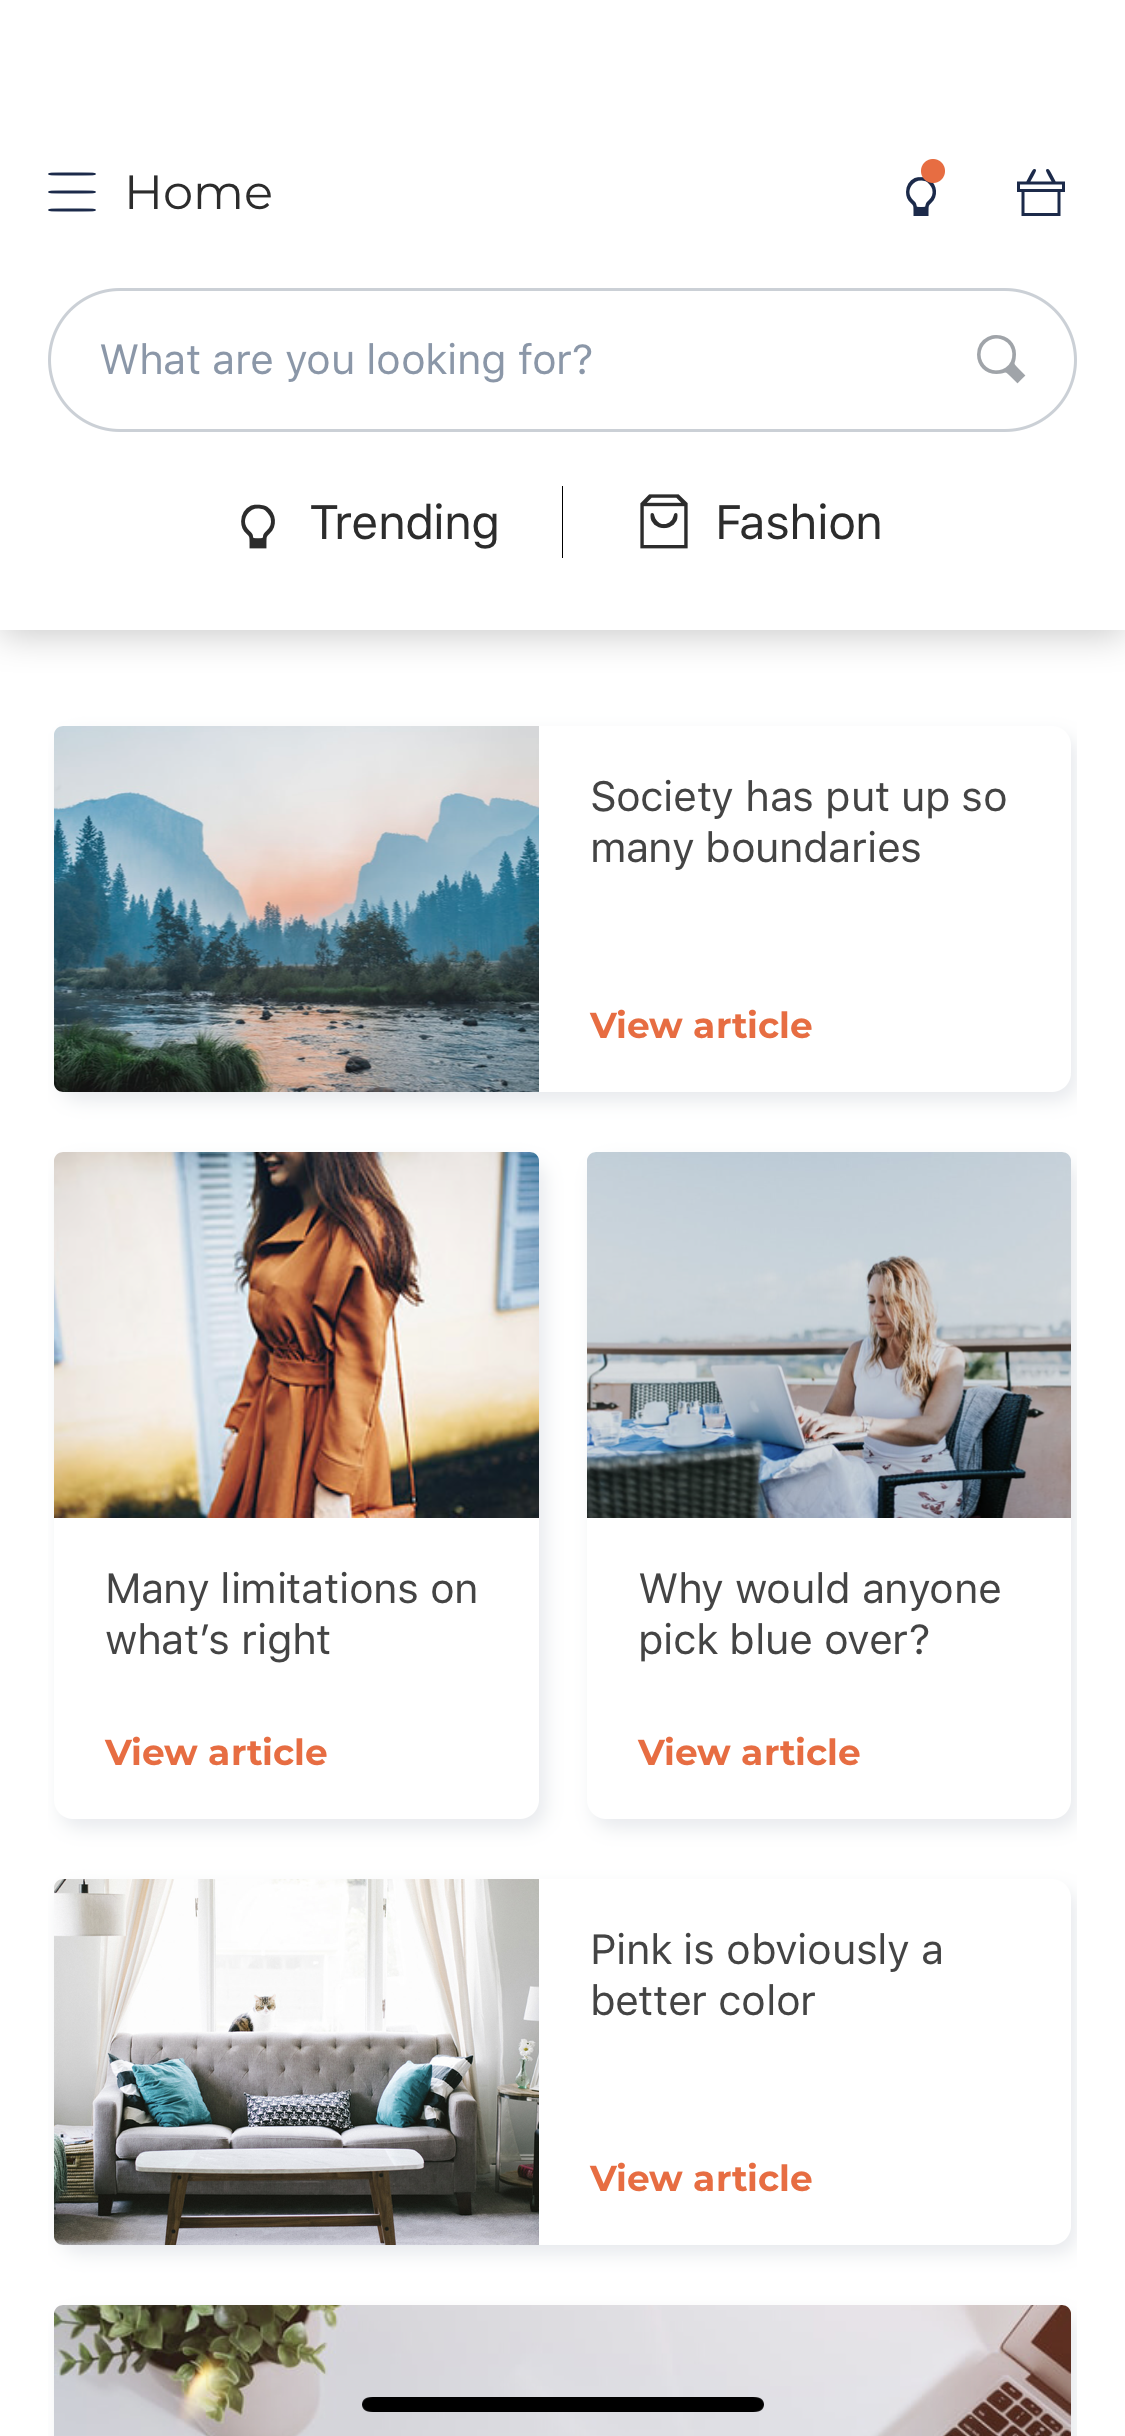 Home
What are you looking for?
Trending
Fashion
Society has put up so
many boundaries
View article
Many limitations on
what's right
View article
Why would anyone
pick blue over?
View article
Pink is obviously a
better color
View article